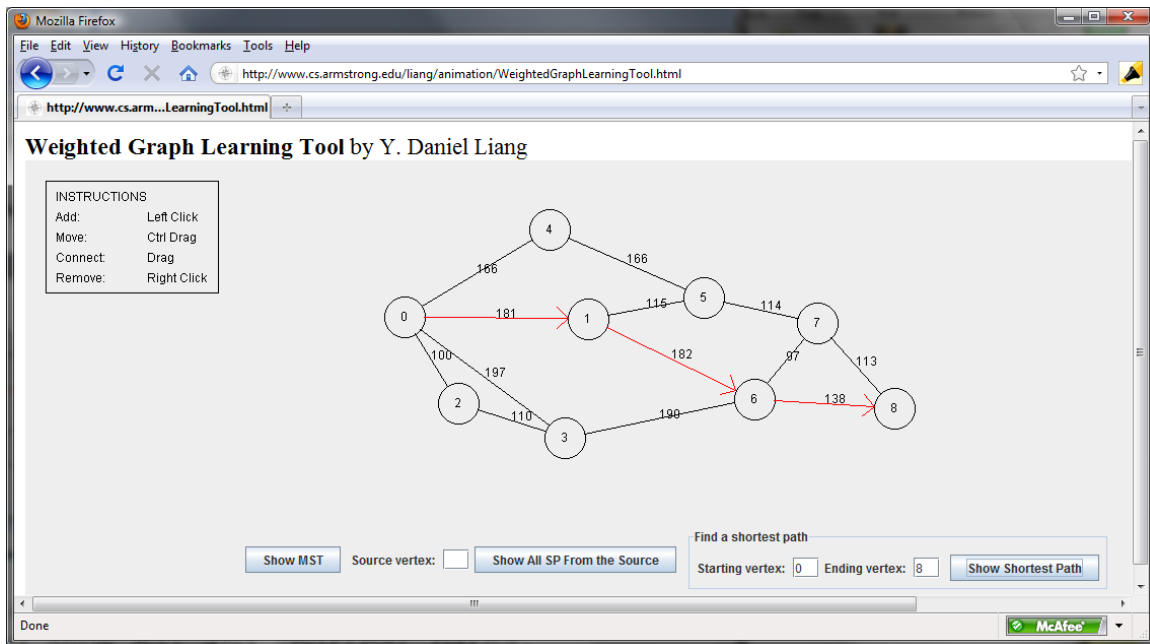 Mozilla Firefox
File Edit View History Bookmarks Tools Help
http://www.cs.armstrong.edu/liang/animation/WeightedGraphLearningTool.html
http://www.cs.arm...LearningTool.html
Weighted Graph Learning Tool by Y. Daniel Liang
INSTRUCTIONS
Add: Left Click
Move: Ctrl Drag
Connect: Drag
Remove: Right Click
4
166
166
5
115
114
0
181
1
7
100
197
182
97
113
2
110
3
190
6
138
8
Find a shortest path
Show MST Source vertex: Show All SP From the Source Starting vertex: 0 Ending vertex: 8 Show Shortest Path
Done
McAfee